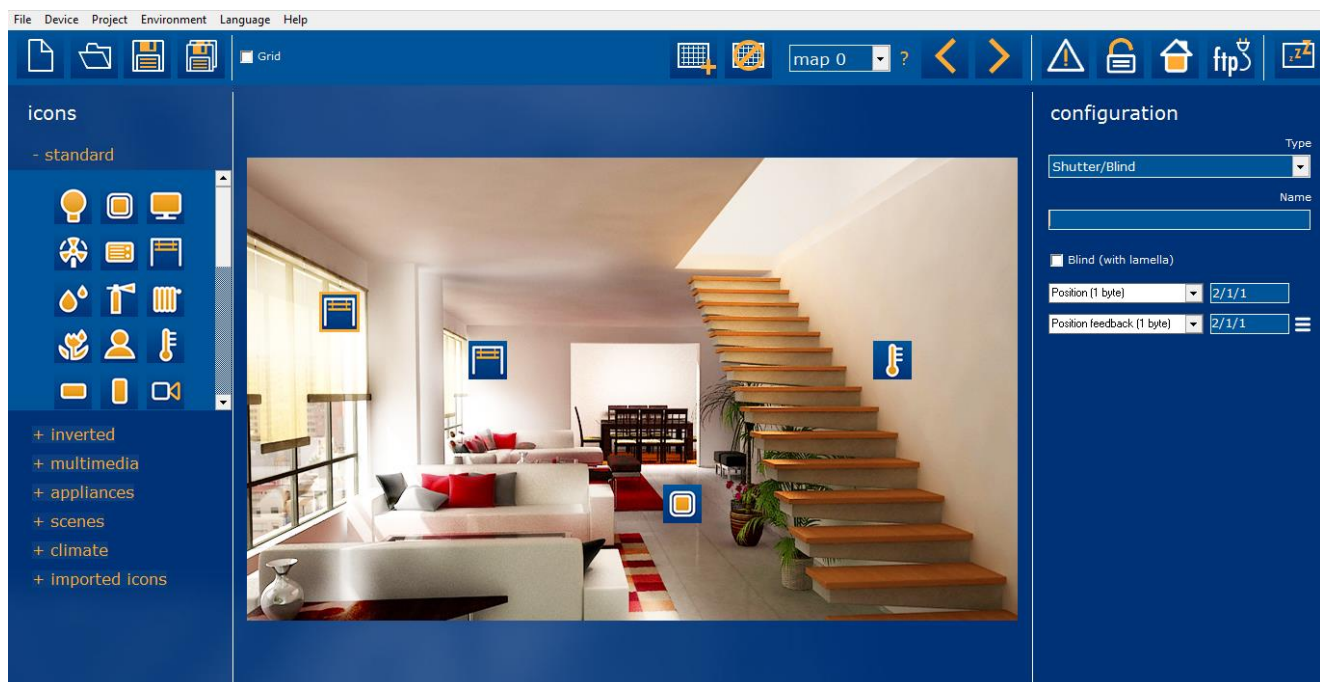 File Device Project Environment Language Help
Grid
map 0
?
ftp
zzZ
icons
- standard
+ inverted
+ multimedia
+ appliances
+ scenes
+ climate
+ imported icons
configuration
Type
Shutter/Blind
Name
Blind (with lamella)
Position (1 byte) 2/1/1
Position feedback (1 byte) 2/1/1